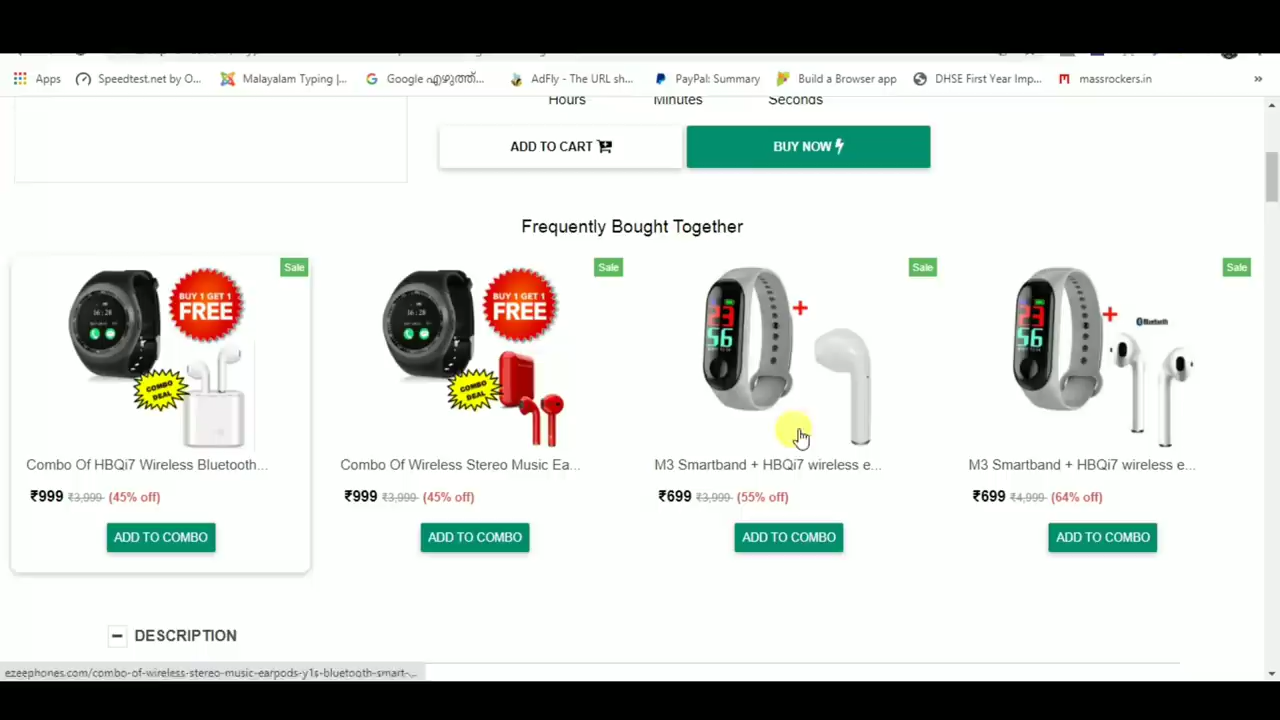 Apps Speedtest.net by O... Malayalam Typing |... Google എഴുത്ത്... AdFly - The URL sh... PayPal: Summary Build a Browser app DHSE First Year Imp... massrockers.in »
Hours Minutes Seconds
ADD TO CART BUY NOW
Frequently Bought Together
Sale Sale Sale Sale
BUY 1 GET 1
FREE
COMBO
DEAL
BUY 1 GET 1
FREE
COMBO
DEAL
23
56
+
23
56
+
Bluetooth
Combo Of HBQi7 Wireless Bluetooth... Combo Of Wireless Stereo Music Ea... M3 Smartband + HBQi7 wireless e... M3 Smartband + HBQi7 wireless e...
₹999 ₹3,999 (45% off) ₹999 ₹3,999 (45% off) ₹699 ₹3,999 (55% off) ₹699 ₹4,999 (64% off)
ADD TO COMBO ADD TO COMBO ADD TO COMBO ADD TO COMBO
DESCRIPTION
ezeephones.com/combo-of-wireless-stereo-music-earpods-y1s-bluetooth-smart-...